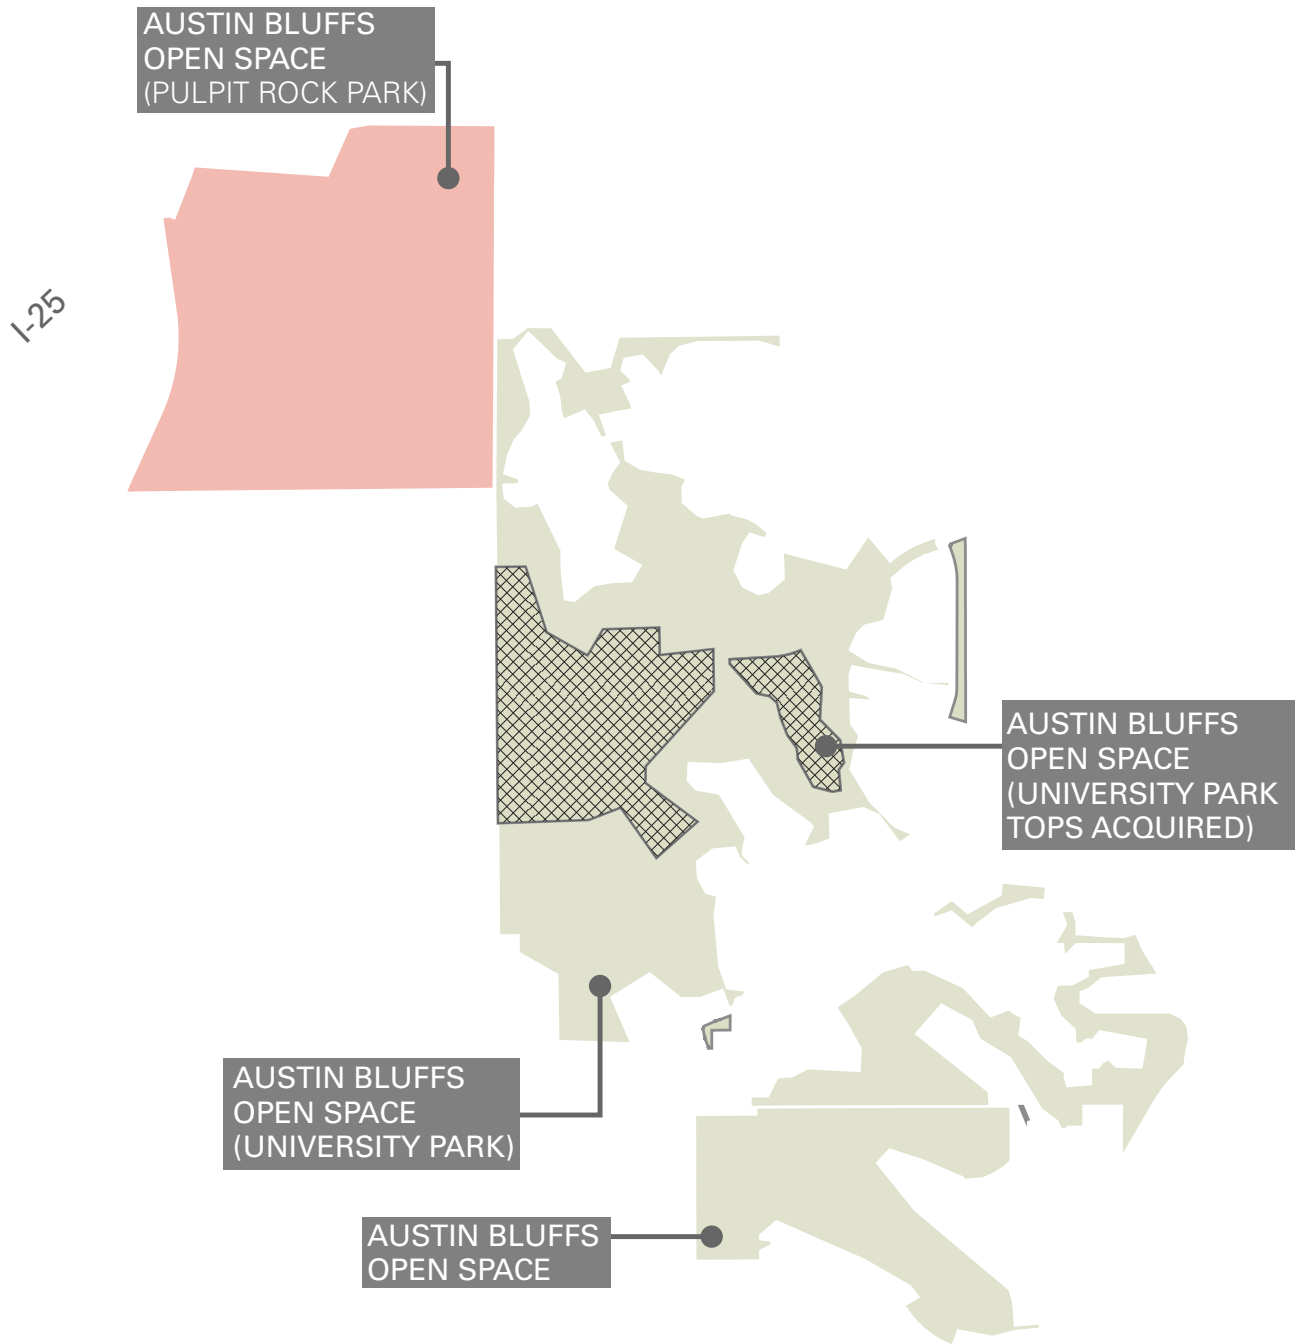 AUSTIN BLUFFS
OPEN SPACE
(PULPIT ROCK PARK)
I-25
AUSTIN BLUFFS
OPEN SPACE
(UNIVERSITY PARK
TOPS ACQUIRED)
AUSTIN BLUFFS
OPEN SPACE
(UNIVERSITY PARK)
AUSTIN BLUFFS
OPEN SPACE